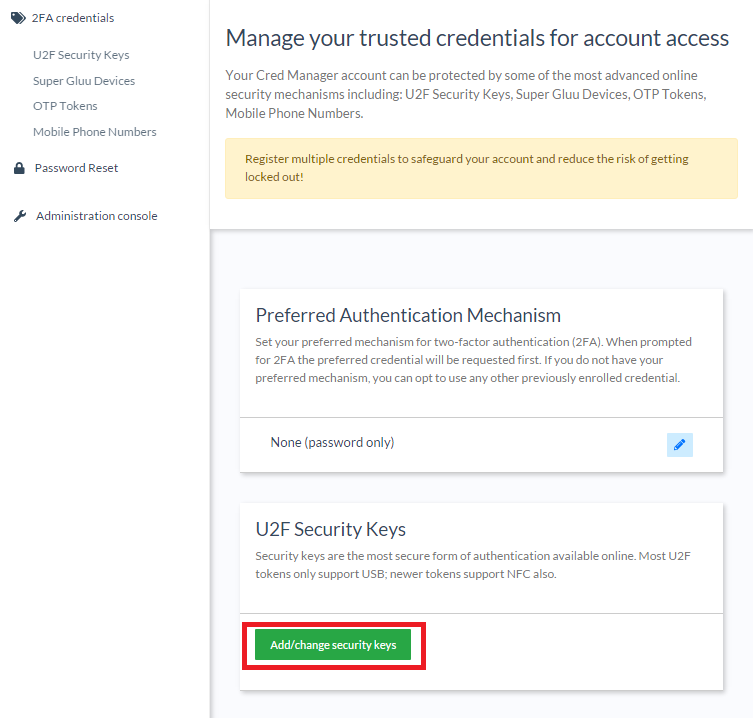 2FA credentials
U2F Security Keys
Super Gluu Devices
OTP Tokens
Mobile Phone Numbers
Password Reset
Administration console
Manage your trusted credentials for account access
Your Cred Manager account can be protected by some of the most advanced online
security mechanisms including: U2F Security Keys, Super Gluu Devices, OTP Tokens,
Mobile Phone Numbers.
Register multiple credentials to safeguard your account and reduce the risk of getting
locked out!
Preferred Authentication Mechanism
Set your preferred mechanism for two-factor authentication (2FA). When prompted
for 2FA the preferred credential will be requested first. If you do not have your
preferred mechanism, you can opt to use any other previously enrolled credential.
None (password only)
U2F Security Keys
Security keys are the most secure form of authentication available online. Most U2F
tokens only support USB; newer tokens support NFC also.
Add/change security keys